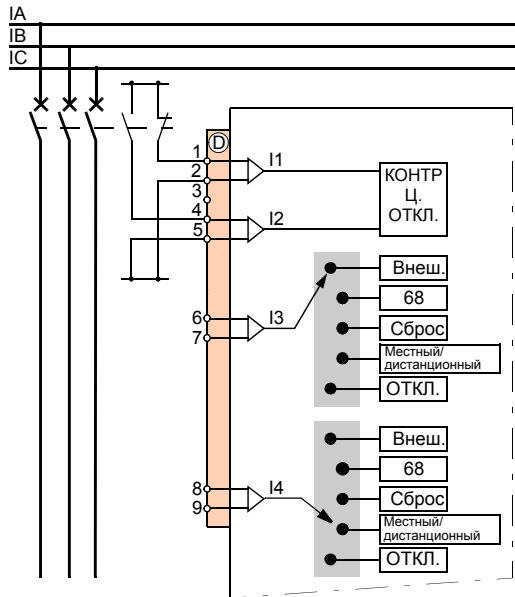 IA
IB
IC
D
1
2
3
4
5
I1
I2
КОНТР
Ц.
ОТКЛ.
6
7
I3
Внеш.
68
Сброс
Местный/
дистанционный
ОТКЛ.
8
9
I4
Внеш.
68
Сброс
Местный/
дистанционный
ОТКЛ.